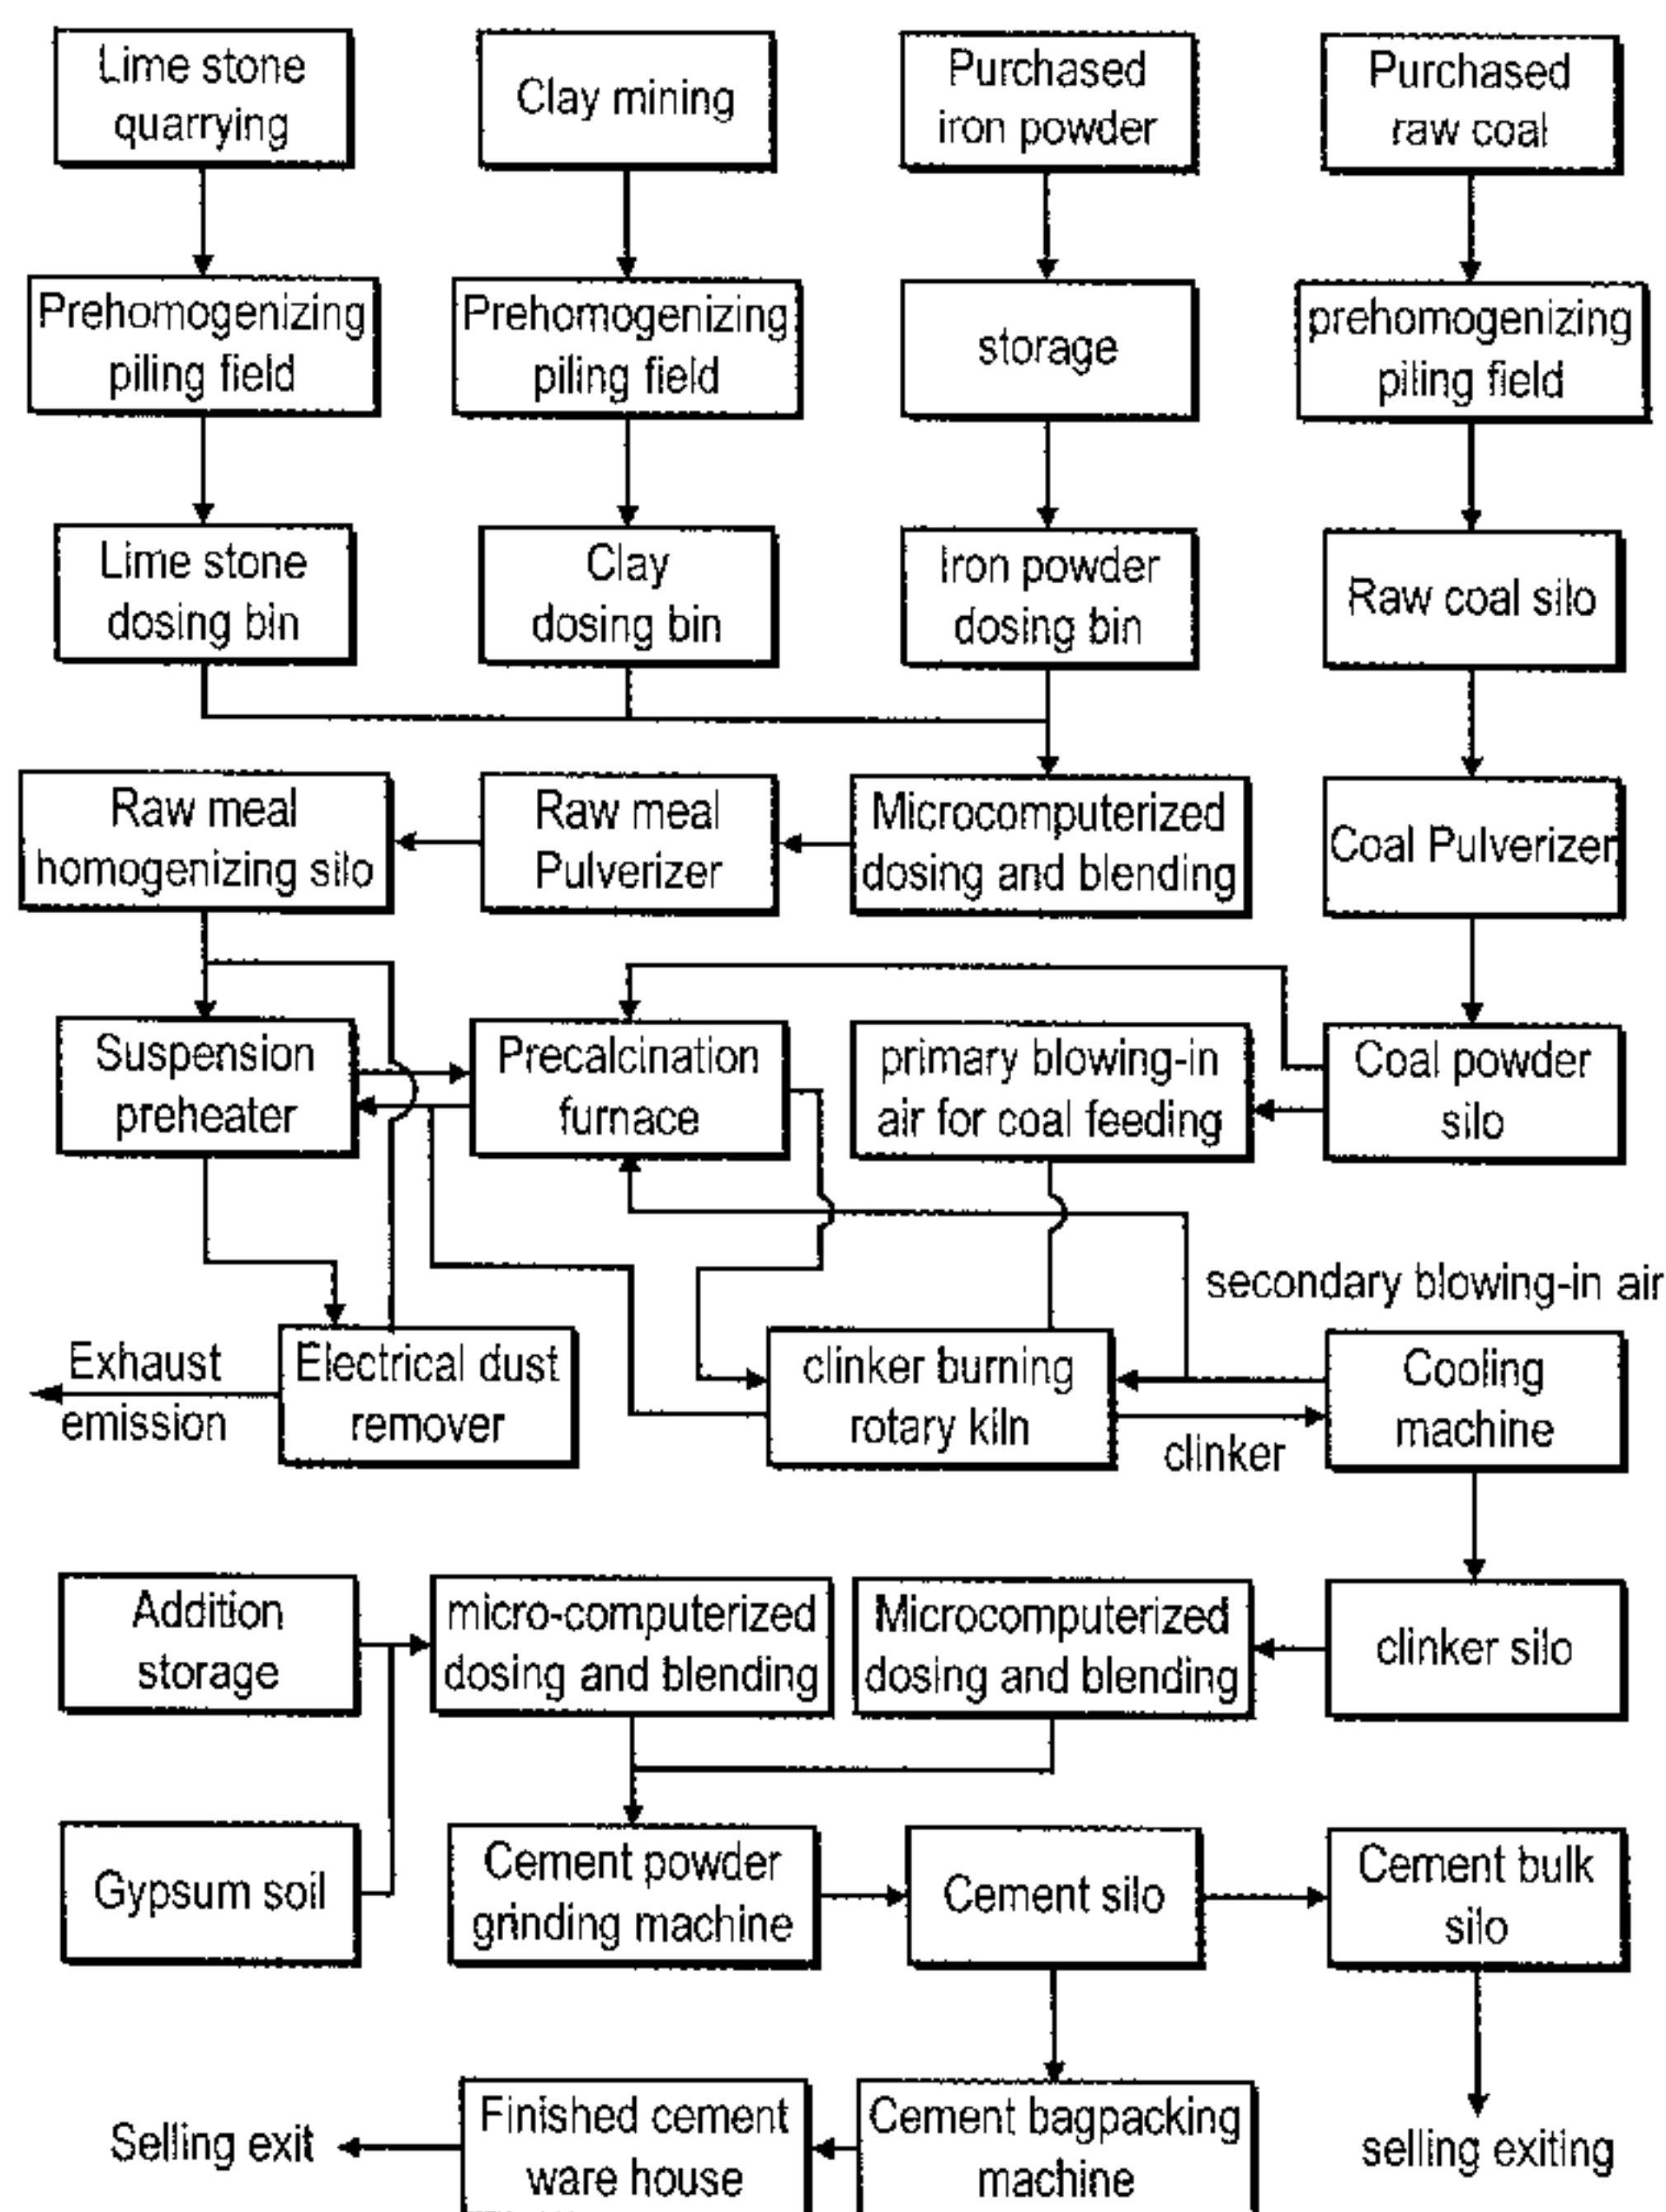 Lime stone
quarrying
Clay mining
Purchased
iron powder
Purchased
raw coal
Prehomogenizing
piling field
Prehomogenizing
piling field
storage
prehomogenizing
piling field
Lime stone
dosing bin
Clay
dosing bin
Iron powder
dosing bin
Raw coal silo
Raw meal
homogenizing silo
Raw meal
Pulverizer
Microcomputerized
dosing and blending
Coal Pulverizer
Suspension
preheater
Precalcination
furnace
primary blowing-in
air for coal feeding
Coal powder
silo
secondary blowing-in air
Exhaust
emission
Electrical dust
remover
clinker burning
rotary kiln
clinker
Cooling
machine
Addition
storage
micro-computerized
dosing and blending
Microcomputerized
dosing and blending
clinker silo
Gypsum soil
Cement powder
grinding machine
Cement silo
Cement bulk
silo
Selling exit
Finished cement
ware house
Cement bagpacking
machine
selling exiting